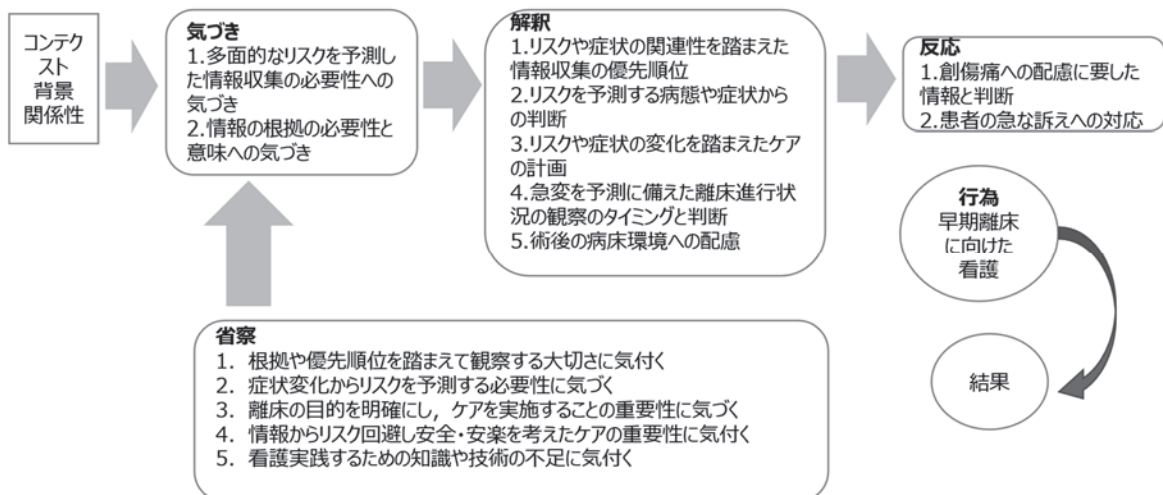 コンテク
スト
背景
関係性
気づき
1.多面的なリスクを予測し
た情報収集の必要性への
気づき
2.情報の根拠の必要性と
意味への気づき
解釈
1.リスクや症状の関連性を踏まえた
情報収集の優先順位
2.リスクを予測する病態や症状から
の判断
3.リスクや症状の変化を踏まえたケア
の計画
4.急変を予測に備えた離床進行状
況の観察のタイミングと判断
5.術後の病床環境への配慮
反応
1.創傷痛への配慮に要した
情報と判断
2.患者の急な訴えへの対応
行為
早期離床
に向けた
看護
結果
省察
1. 根拠や優先順位を踏まえて観察する大切さに気付く
2. 症状変化からリスクを予測する必要性に気づく
3. 離床の目的を明確にし，ケアを実施することの重要性に気づく
4. 情報からリスク回避し安全・安楽を考えたケアの重要性に気付く
5. 看護実践するための知識や技術の不足に気付く